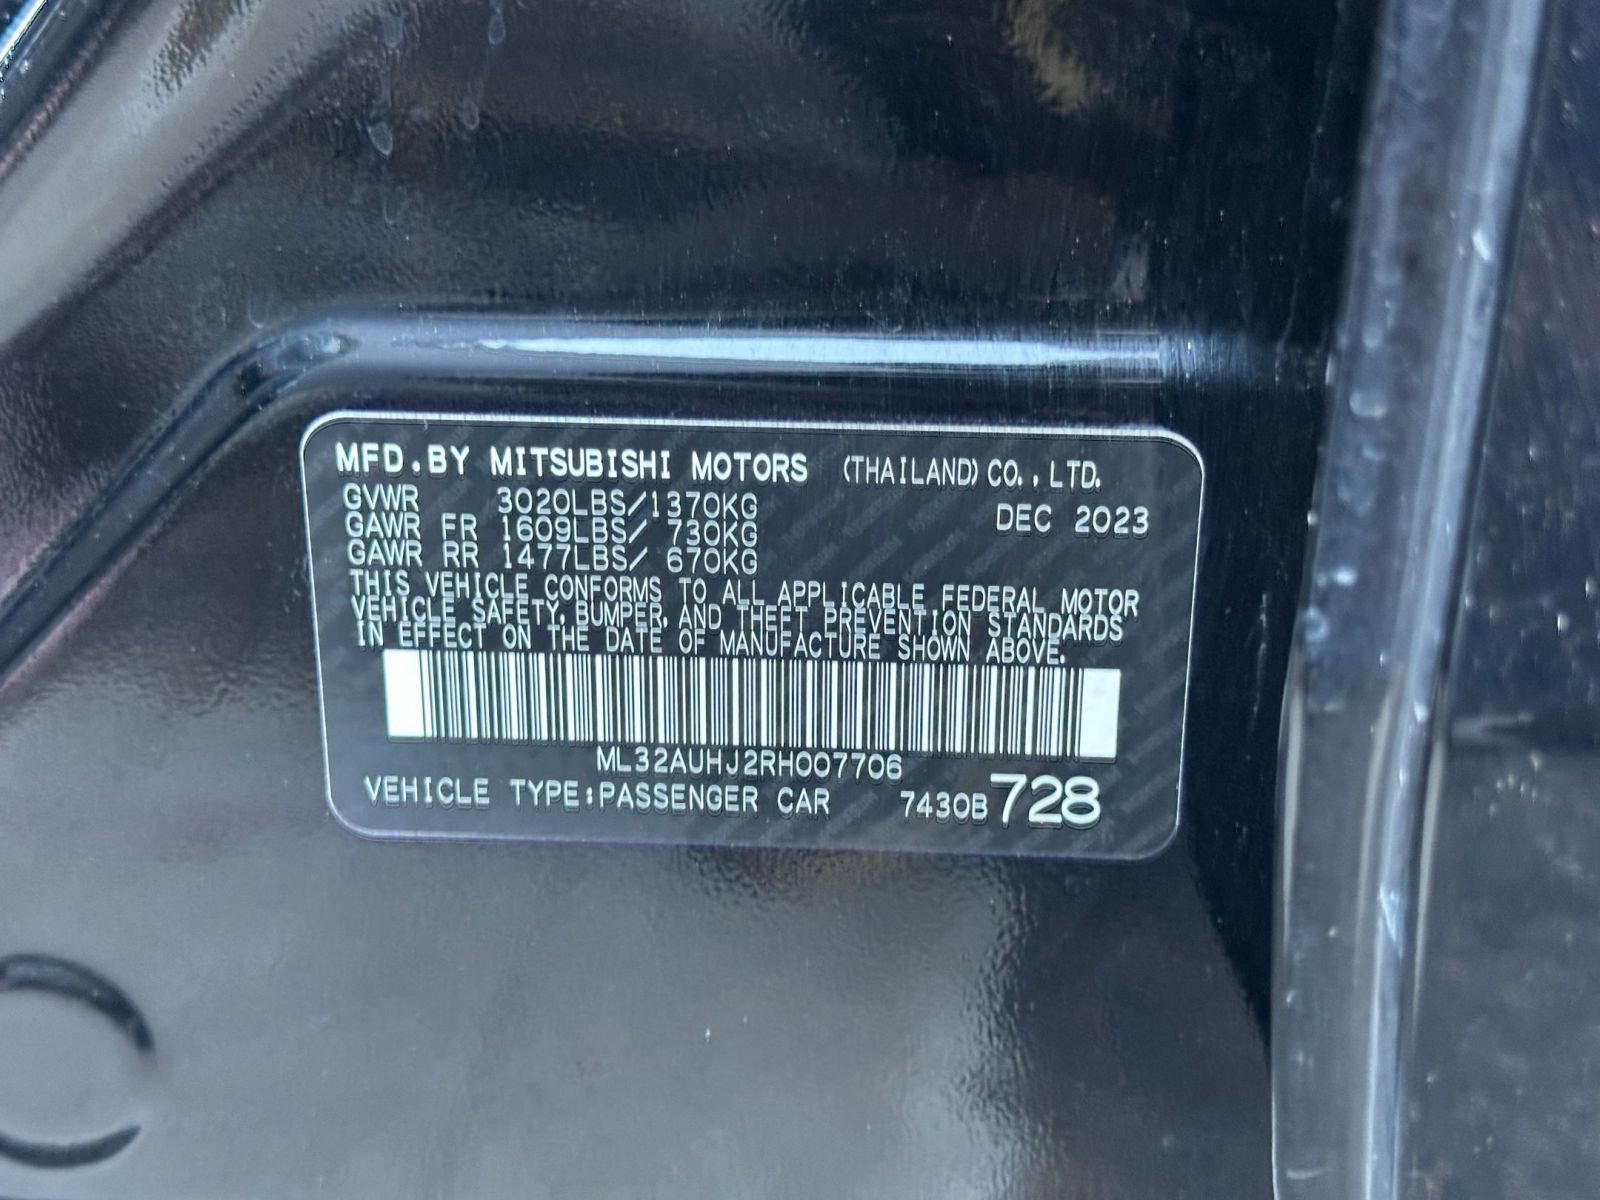 MFD.BY MITSUBISHI MOTORS (THAILAND) CO.,LTD.
GVWR 3020LBS/1370KG DEC 2023
GAWR FR 1609LBS/ 730KG
GAWR RR 1477LBS/ 670KG
THIS VEHICLE CONFORMS TO ALL APPLICABLE FEDERAL MOTOR
VEHICLE SAFETY, BUMPER, AND THEFT PREVENTION STANDARDS
IN EFFECT ON THE DATE OF MANUFACTURE SHOWN ABOVE.
ML32AUHJ2RH007706
VEHICLE TYPE:PASSENGER CAR 7430B 728